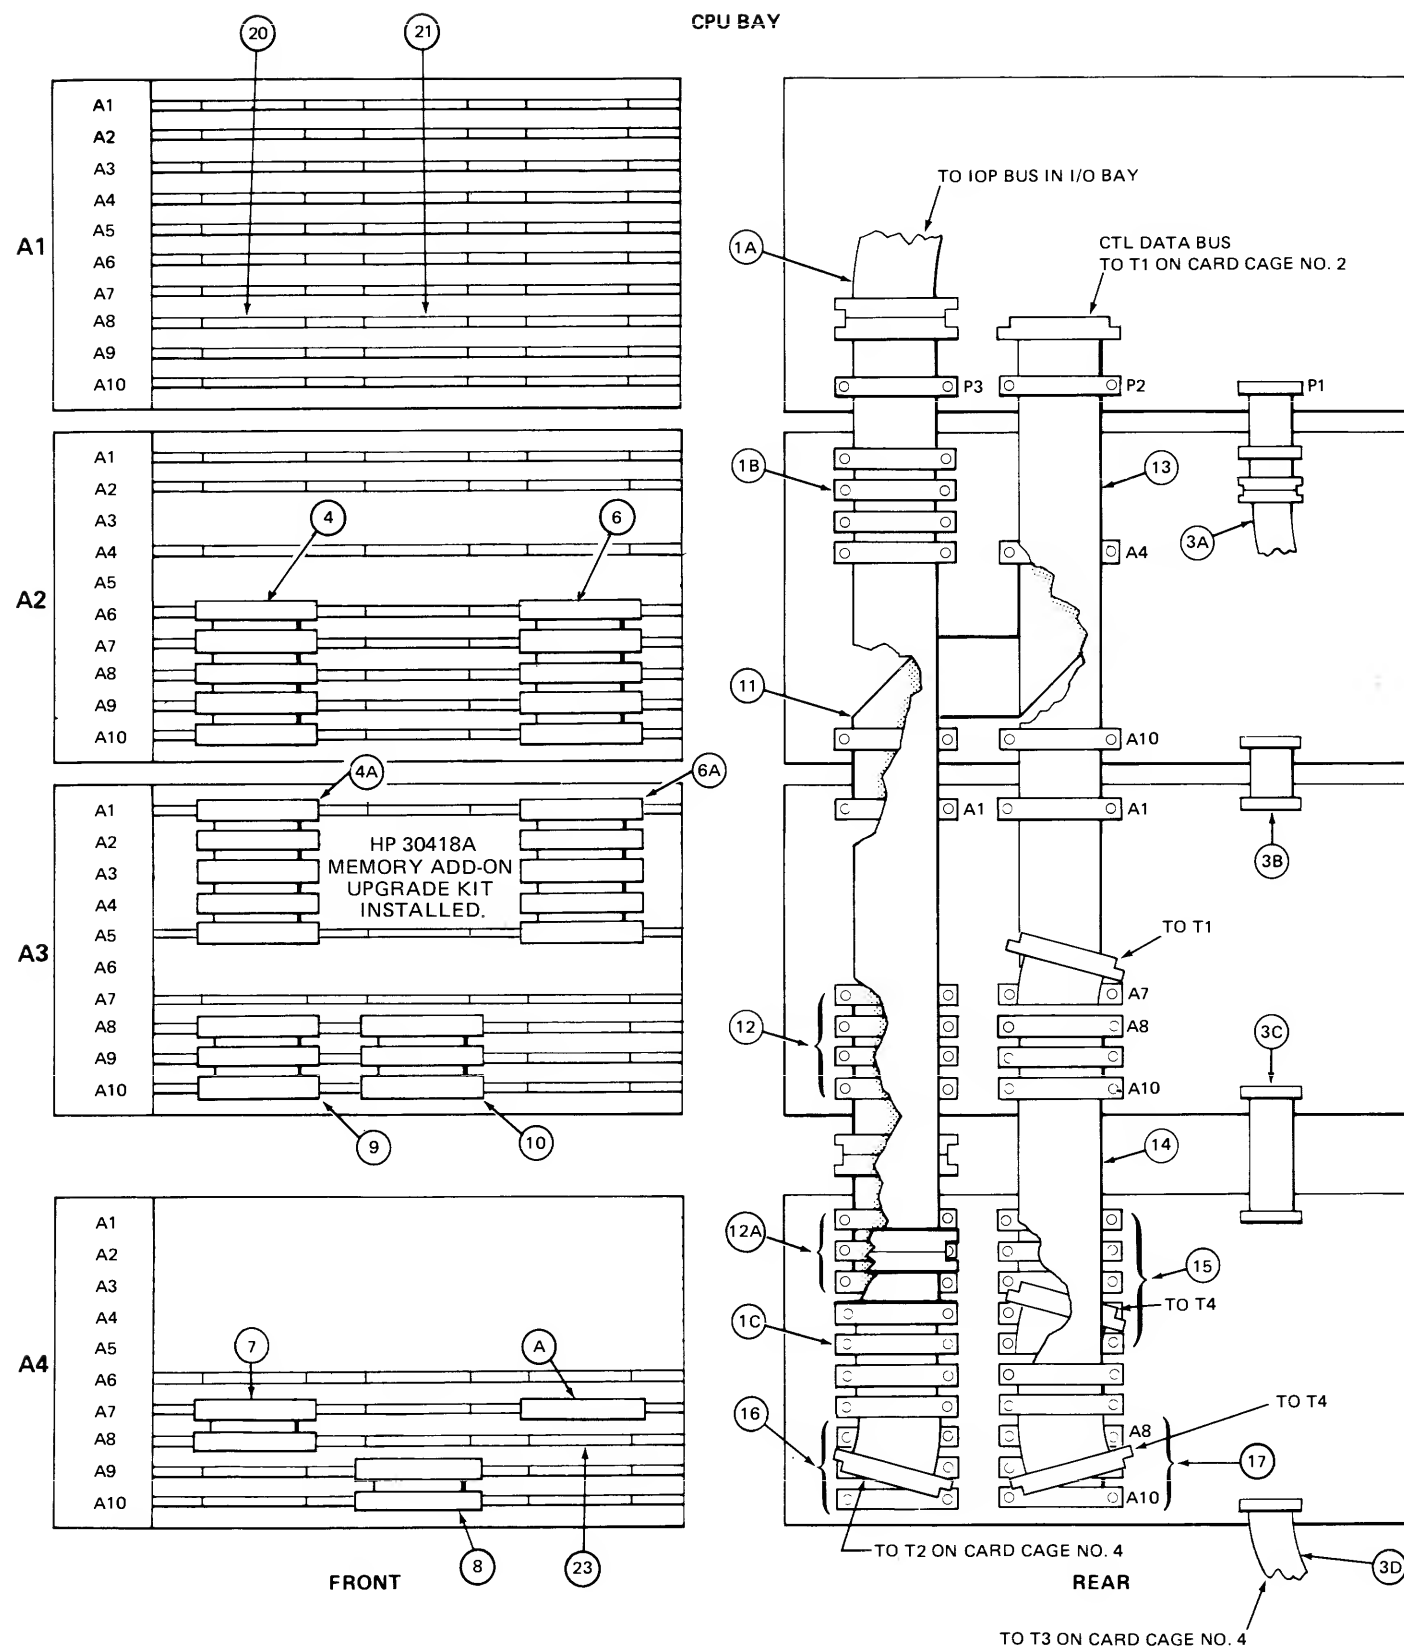 CPU BAY
20
21
A1
A1
A2
A3
A4
A5
A6
A7
A8
A9
A10
TO IOP BUS IN I/O BAY
1A
CTL DATA BUS
TO T1 ON CARD CAGE NO. 2
P3
P2
P1
A2
A1
A2
A3
A4
A5
A6
A7
A8
A9
A10
4
6
1B
13
3A
A4
11
A10
A3
A1
A2
A3
A4
A5
A6
A7
A8
A9
A10
4A
6A
HP 30418A
MEMORY ADD-ON
UPGRADE KIT
INSTALLED.
9
10
A1
A1
3B
TO T1
A7
12
A8
3C
A10
14
A4
A1
A2
A3
A4
A5
A6
A7
A8
A9
A10
7
A
8
23
12A
15
TO T4
1C
16
TO T4
A8
17
A10
TO T2 ON CARD CAGE NO. 4
3D
FRONT
REAR
TO T3 ON CARD CAGE NO. 4